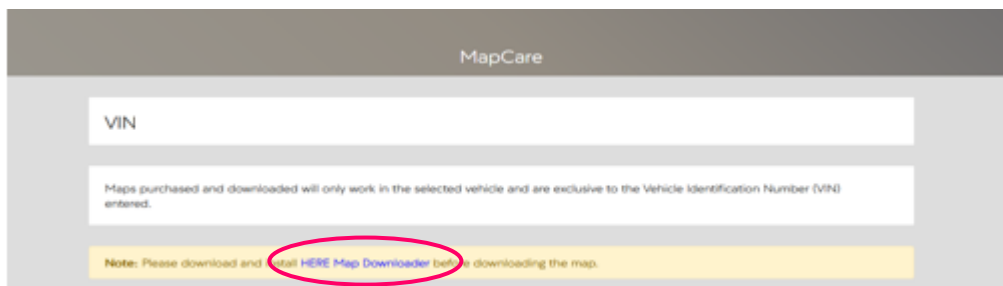 MapCare
VIN
Maps purchased and downloaded will only work in the selected vehicle and are exclusive to the Vehicle Identification Number (VIN)
entered.
Note: Please download and install HERE Map Downloader before downloading the map.